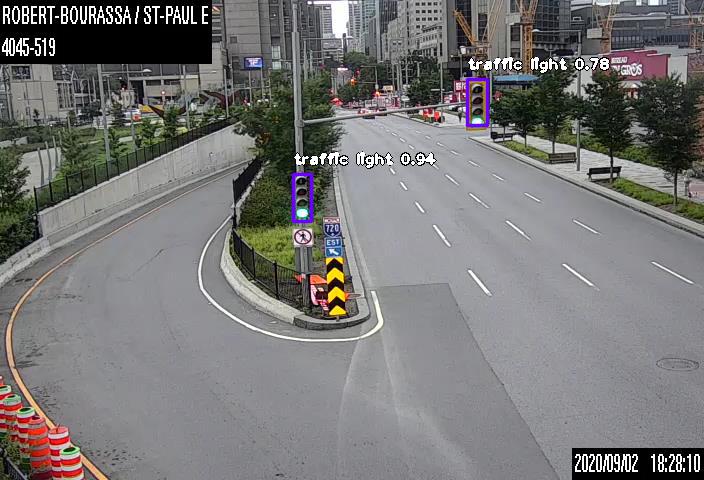 ROBERT-BOURASSA / ST-PAUL E
4045-519
traffic light 0.78
GROS
traffic light 0.94
720
EST
2020/09/02 18:28:10